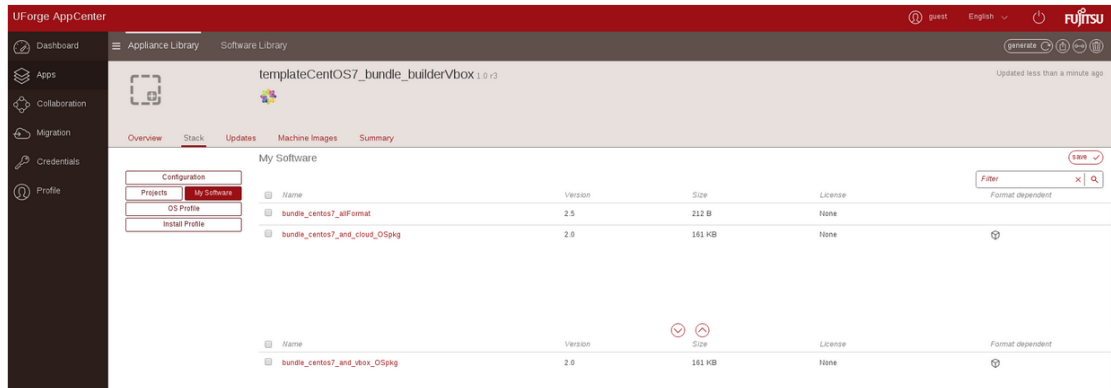 UForge AppCenter
guest English FUJITSU
Dashboard
Appliance Library Software Library
generate
Apps
Collaboration
Migration
Credentials
Profile
templateCentOS7_bundle_builderVbox 1.0 r3
Updated less than a minute ago
Overview Stack Updates Machine Images Summary
My Software
save
Configuration
Projects My Software
OS Profile
Install Profile
Filter
Name Version Size License Format dependent
bundle_centos7_allFormat 2.5 212 B None
bundle_centos7_and_cloud_OSpkg 2.0 161 KB None
Name Version Size License Format dependent
bundle_centos7_and_vbox_OSpkg 2.0 161 KB None